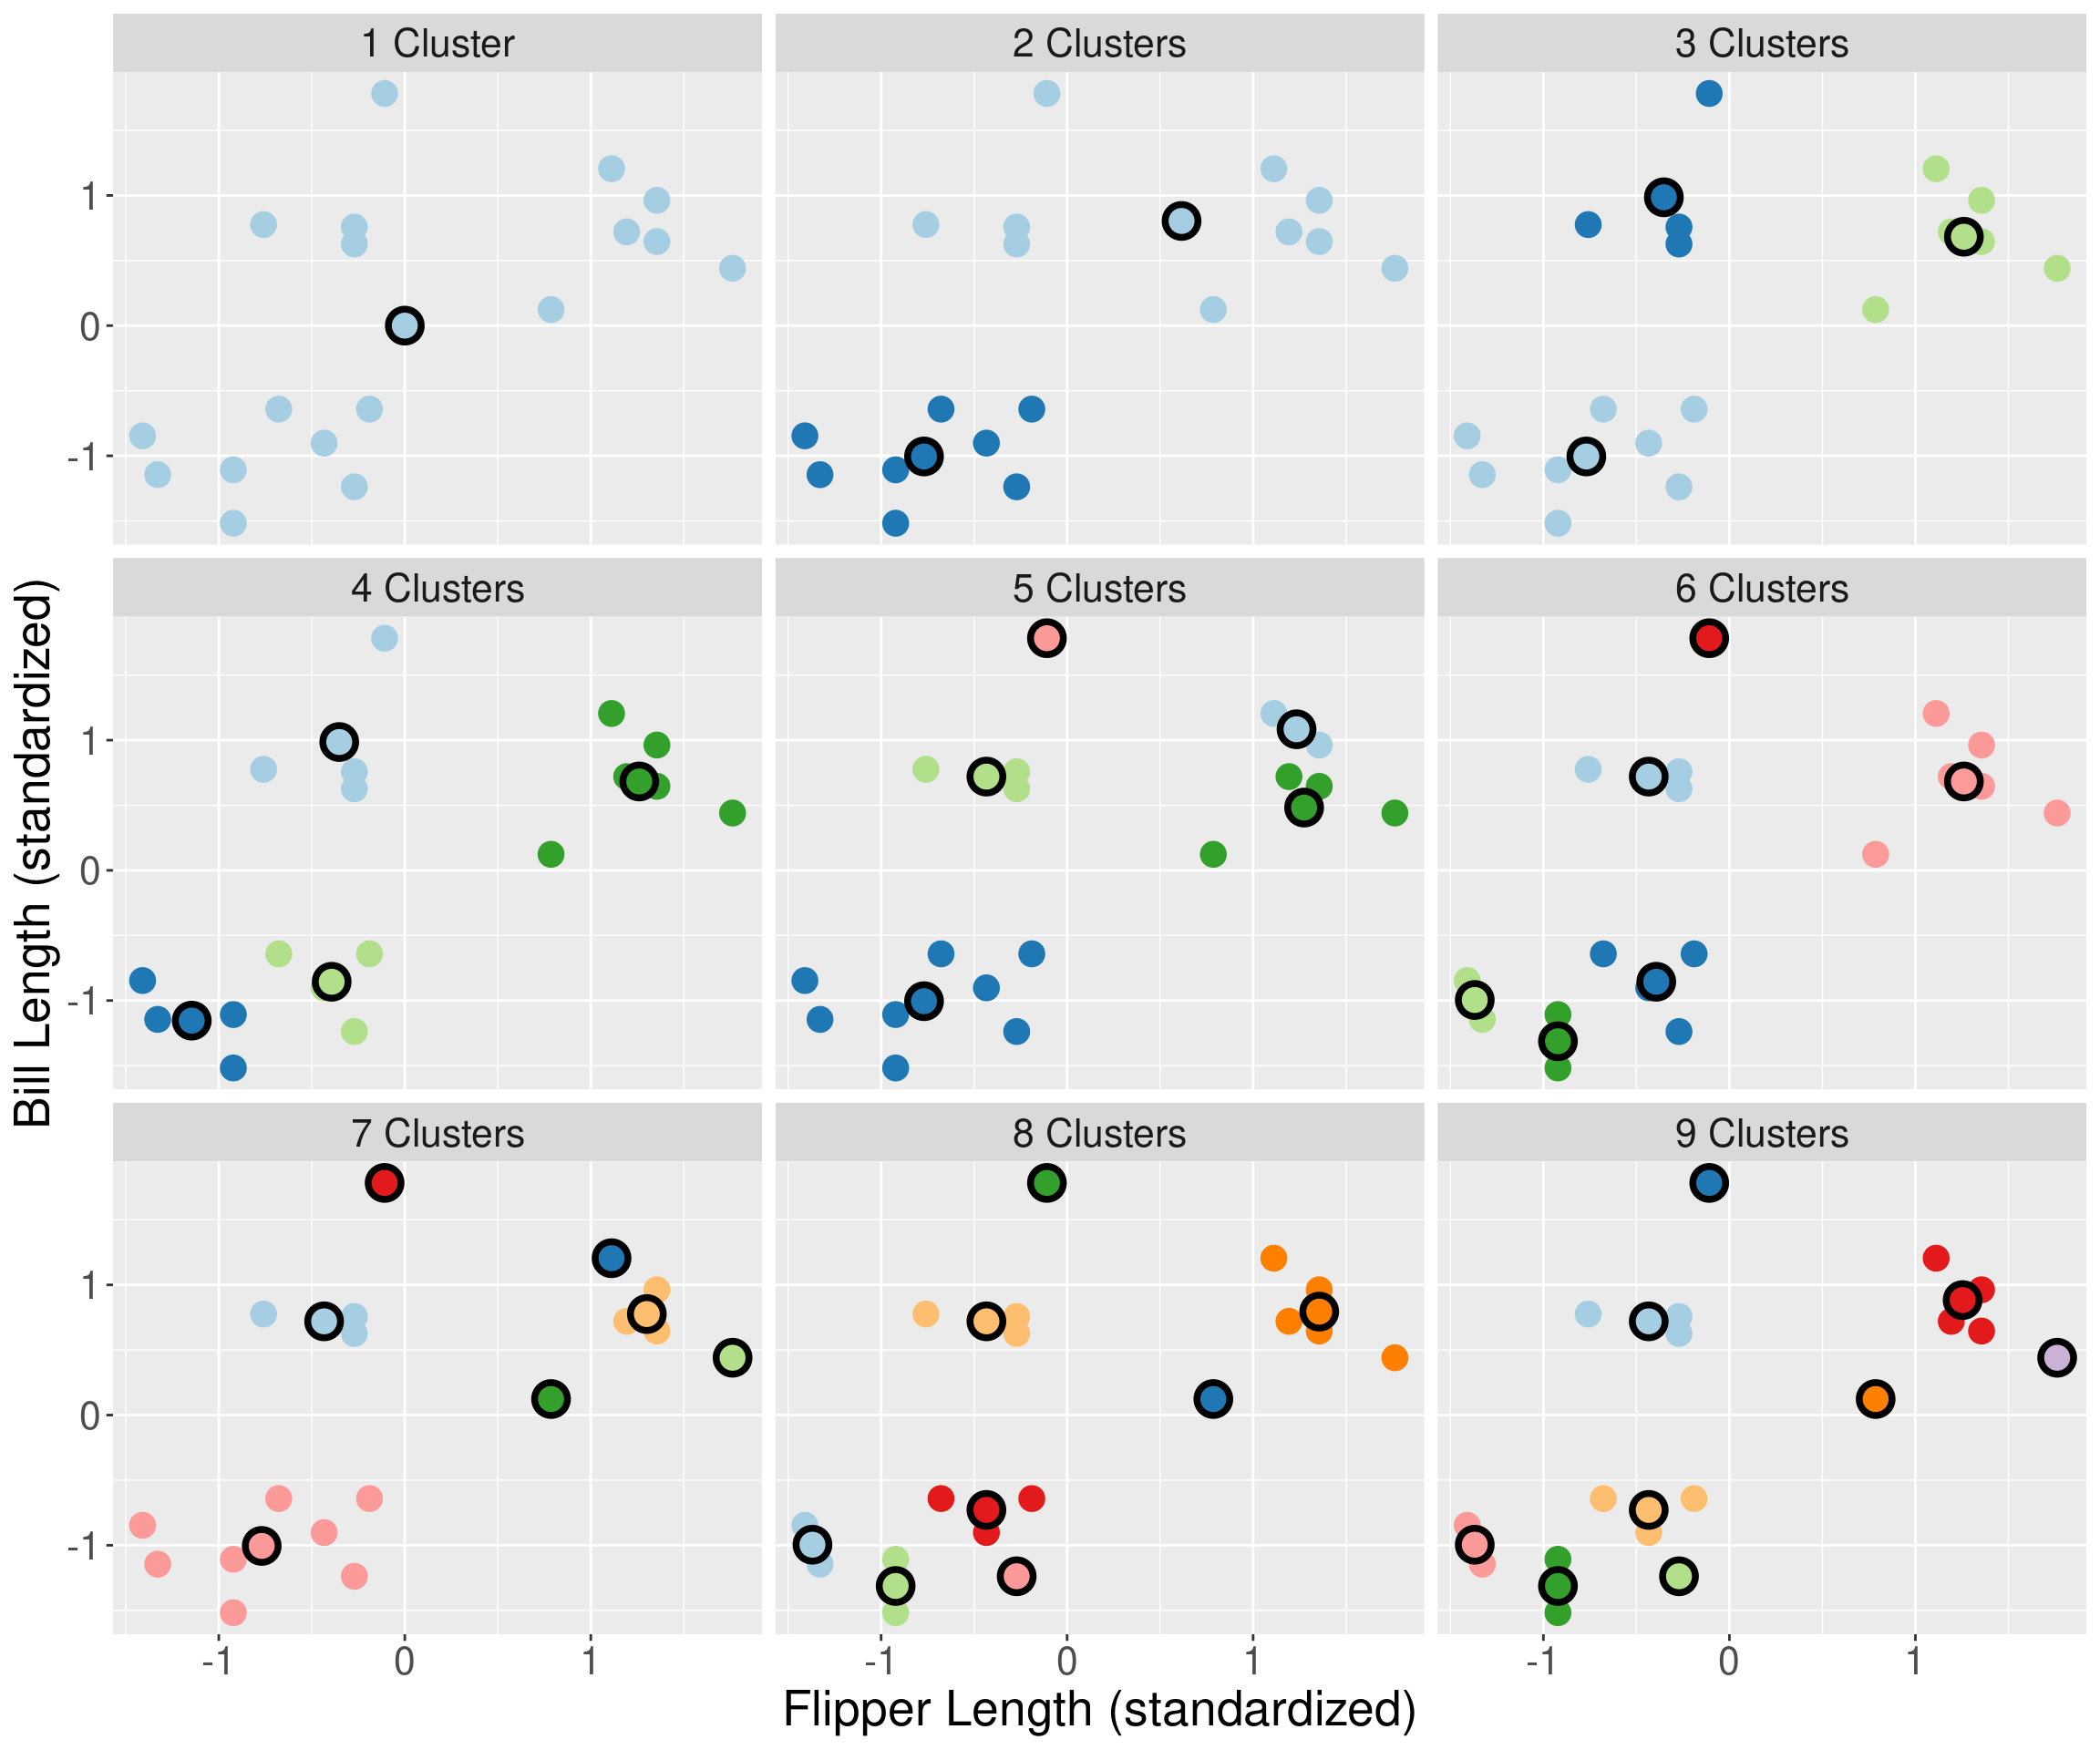 1 Cluster
2 Clusters
3 Clusters
1
0
-1
4 Clusters
5 Clusters
6 Clusters
1
0
-1
7 Clusters
8 Clusters
9 Clusters
1
0
-1
-1 0 1
-1 0 1
-1 0 1
Flipper Length (standardized)
Bill Length (standardized)